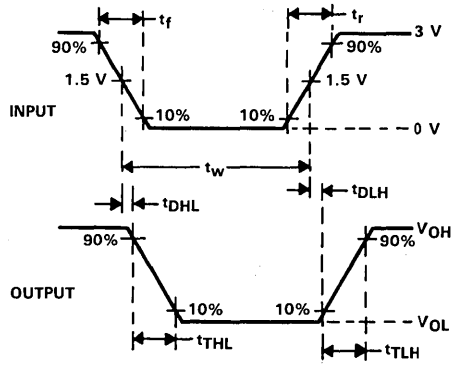 tf
tr
90%
90%
3 V
1.5 V
1.5 V
INPUT
10%
10%
0 V
tw
tDHL
tDLH
90%
90%
VOH
OUTPUT
10%
10%
VOL
tTHL
tTLH